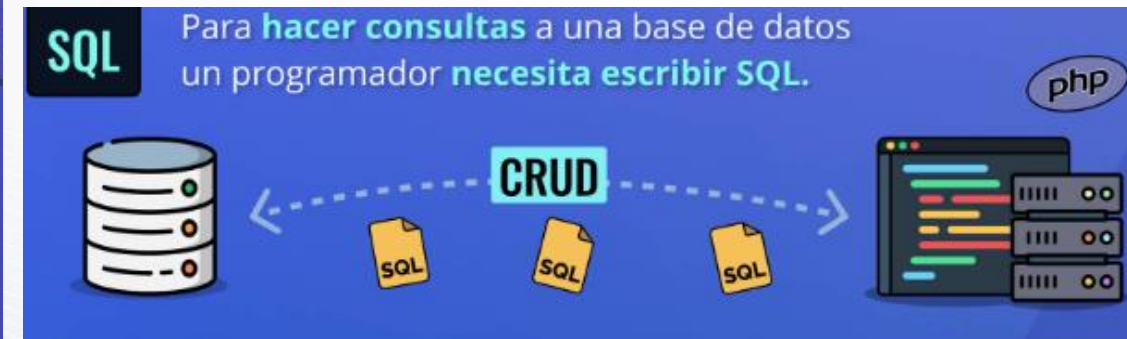 SQL
Para hacer consultas a una base de datos
un programador necesita escribir SQL.
php
CRUD
SQL
SQL
SQL